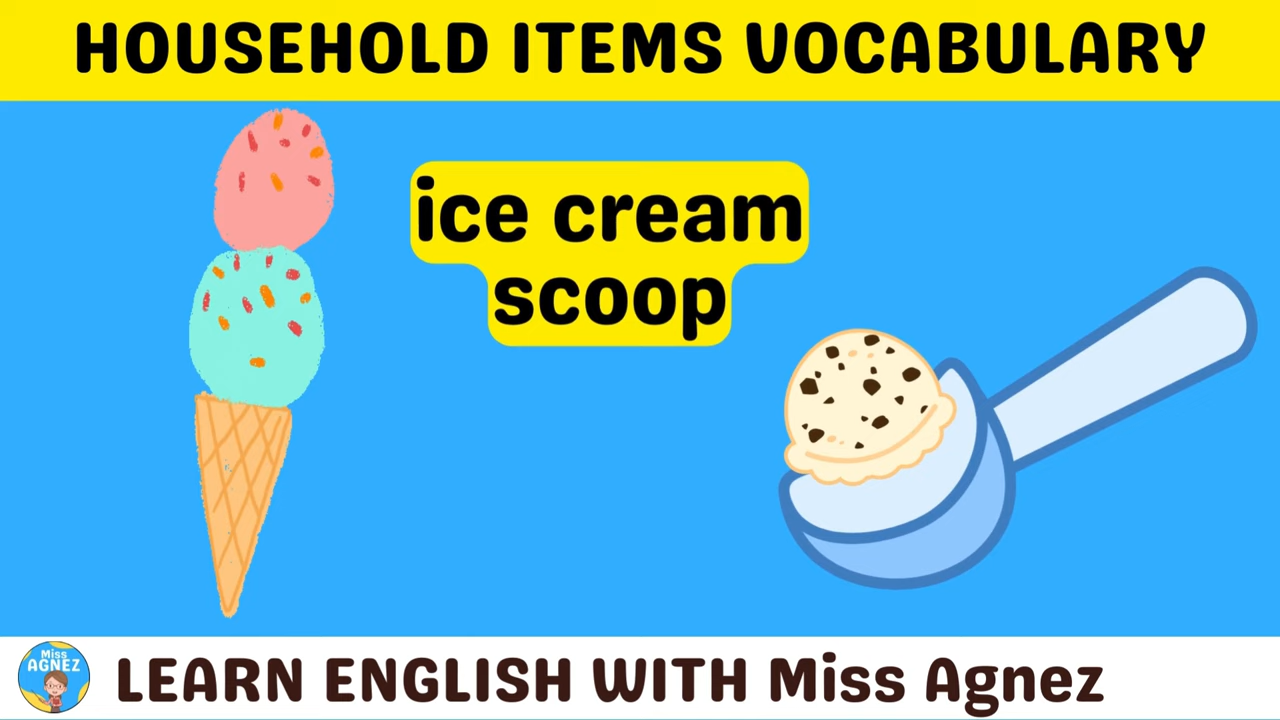 HOUSEHOLD ITEMS VOCABULARY
ice cream
scoop
Miss
AGNEZ
LEARN ENGLISH WITH Miss Agnez